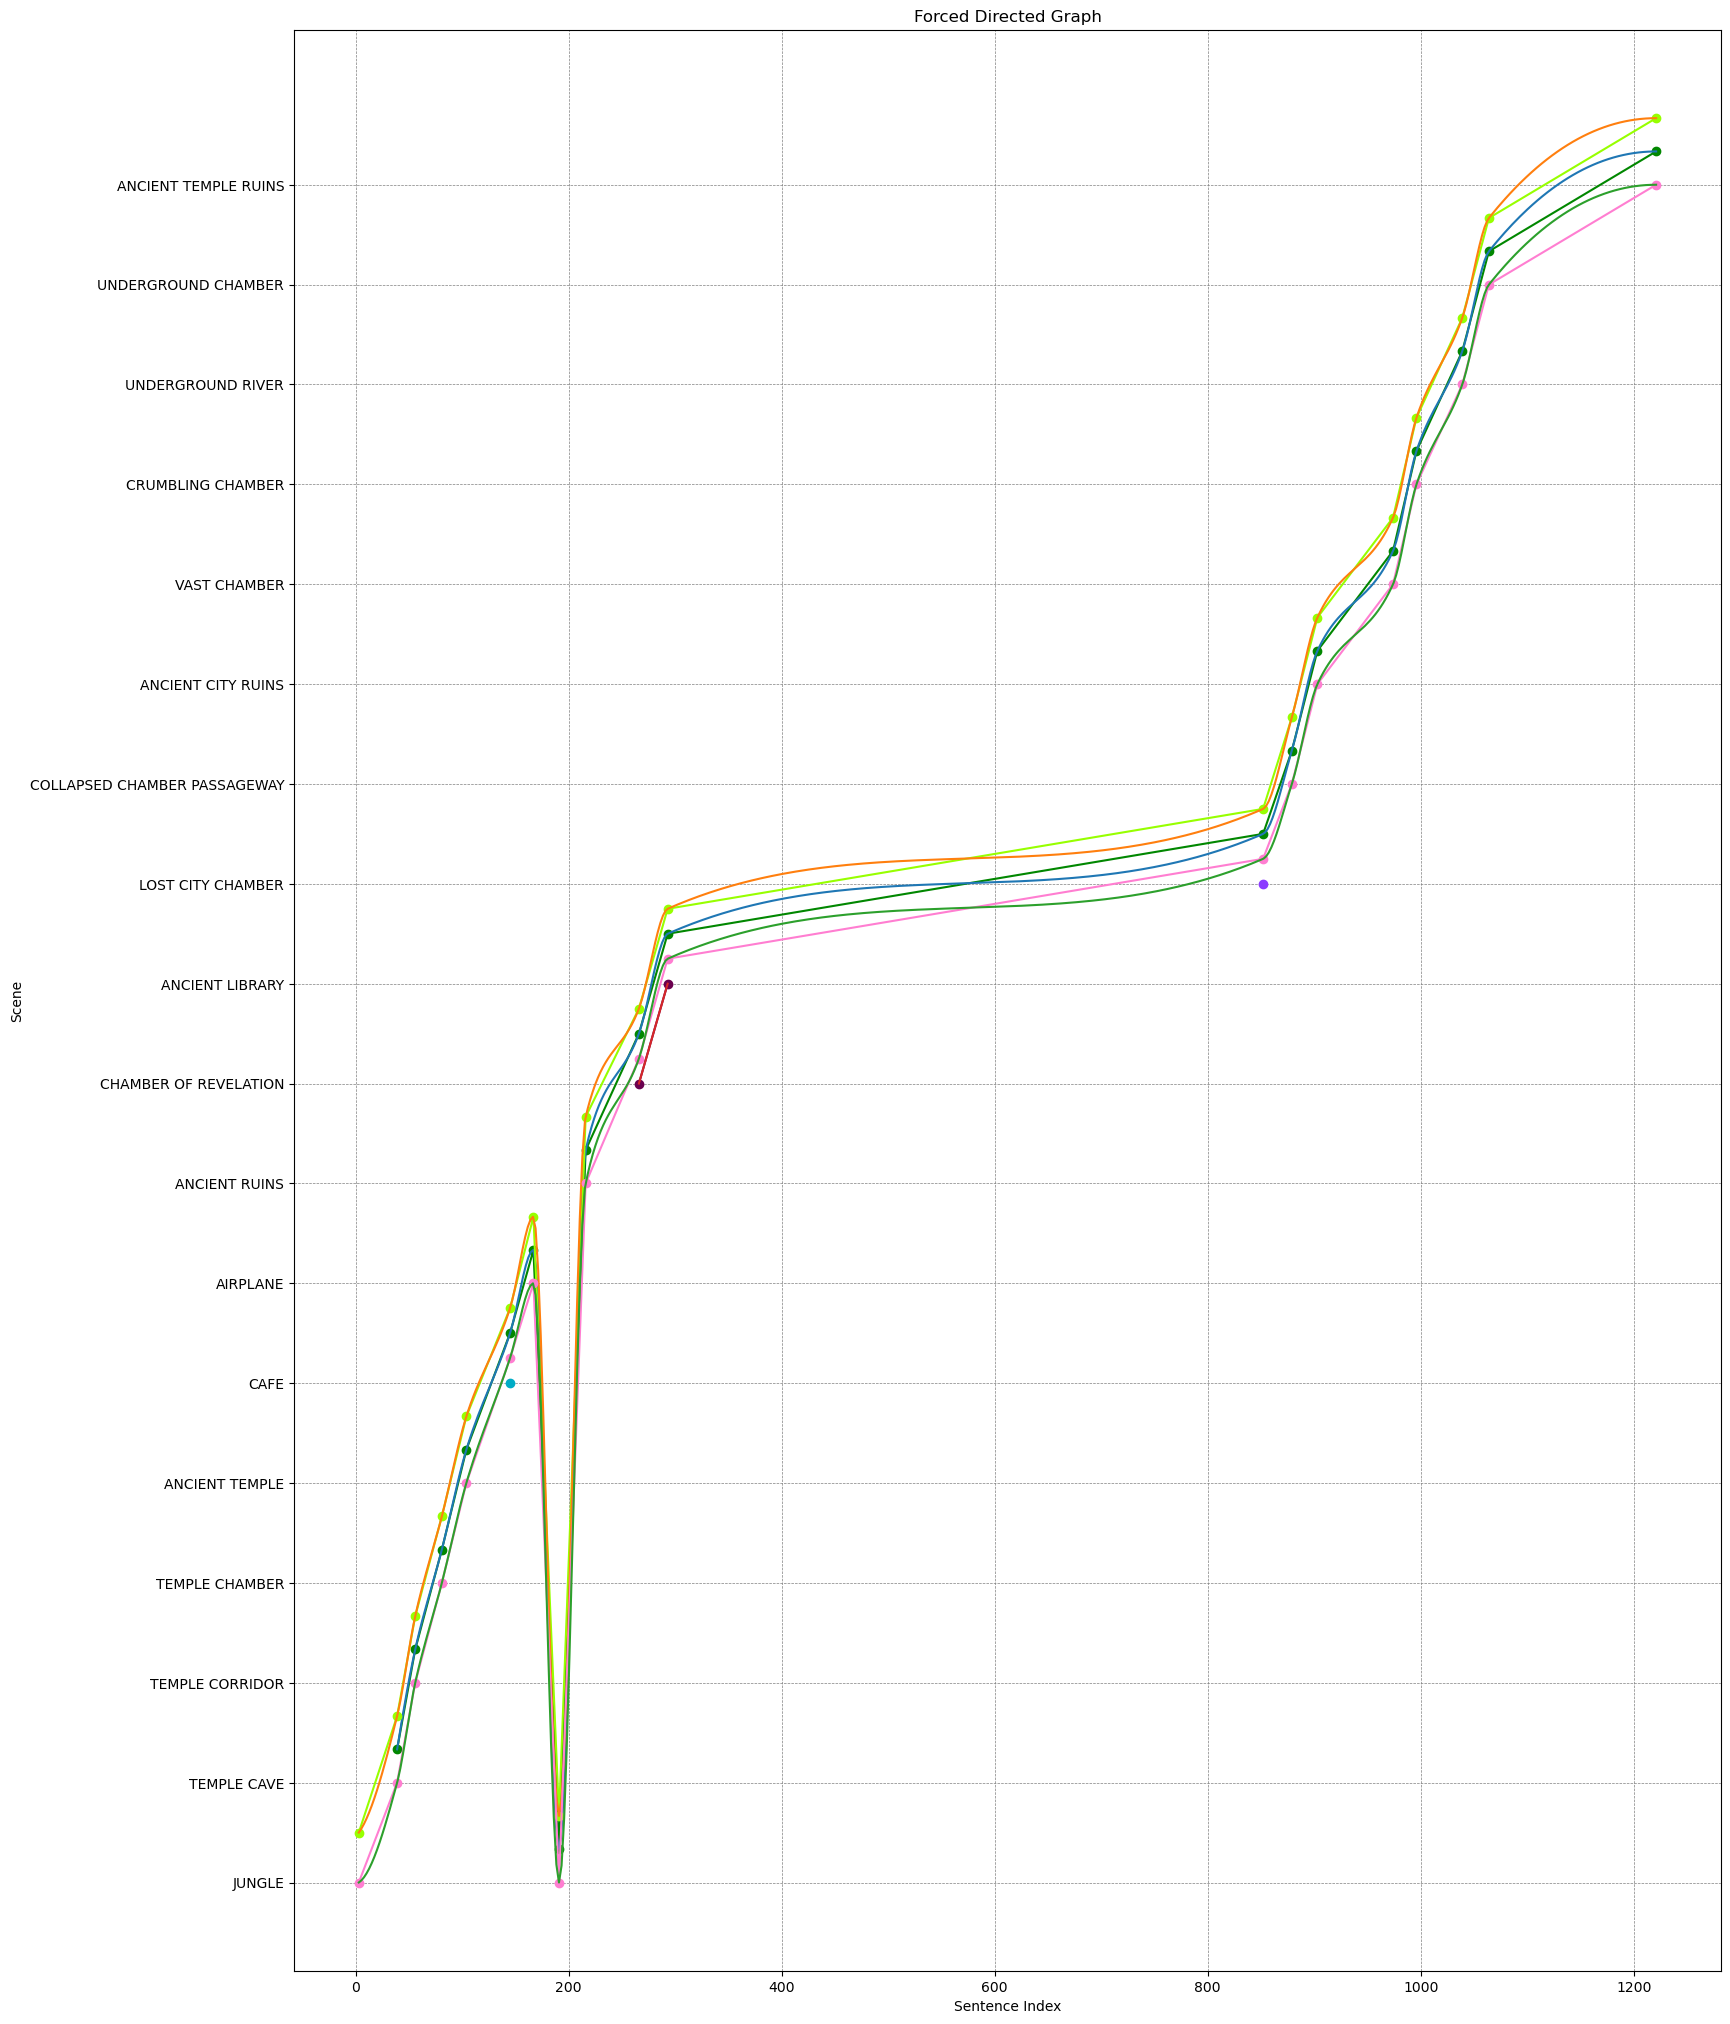 Forced Directed Graph
ANCIENT TEMPLE RUINS
UNDERGROUND CHAMBER
UNDERGROUND RIVER
CRUMBLING CHAMBER
VAST CHAMBER
ANCIENT CITY RUINS
COLLAPSED CHAMBER PASSAGEWAY
LOST CITY CHAMBER
ANCIENT LIBRARY
Scene
CHAMBER OF REVELATION
ANCIENT RUINS
AIRPLANE
CAFE
ANCIENT TEMPLE
TEMPLE CHAMBER
TEMPLE CORRIDOR
TEMPLE CAVE
JUNGLE
0 200 400 600 800 1000 1200
Sentence Index